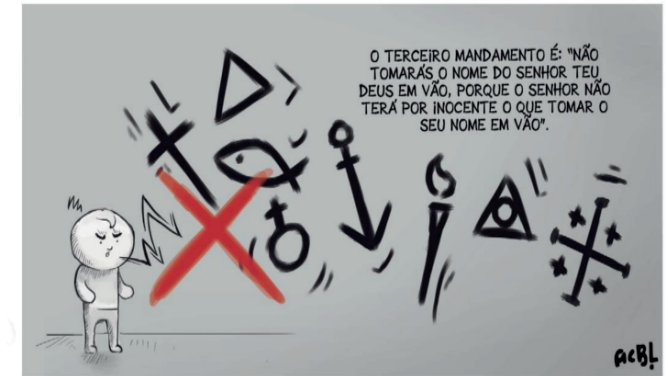 O TERCEIRO MANDAMENTO É: "NÃO
TOMARÁS O NOME DO SENHOR TEU
DEUS EM VÃO, PORQUE O SENHOR NÃO
TERÁ POR INOCENTE O QUE TOMAR O
SEU NOME EM VÃO".
ACBL